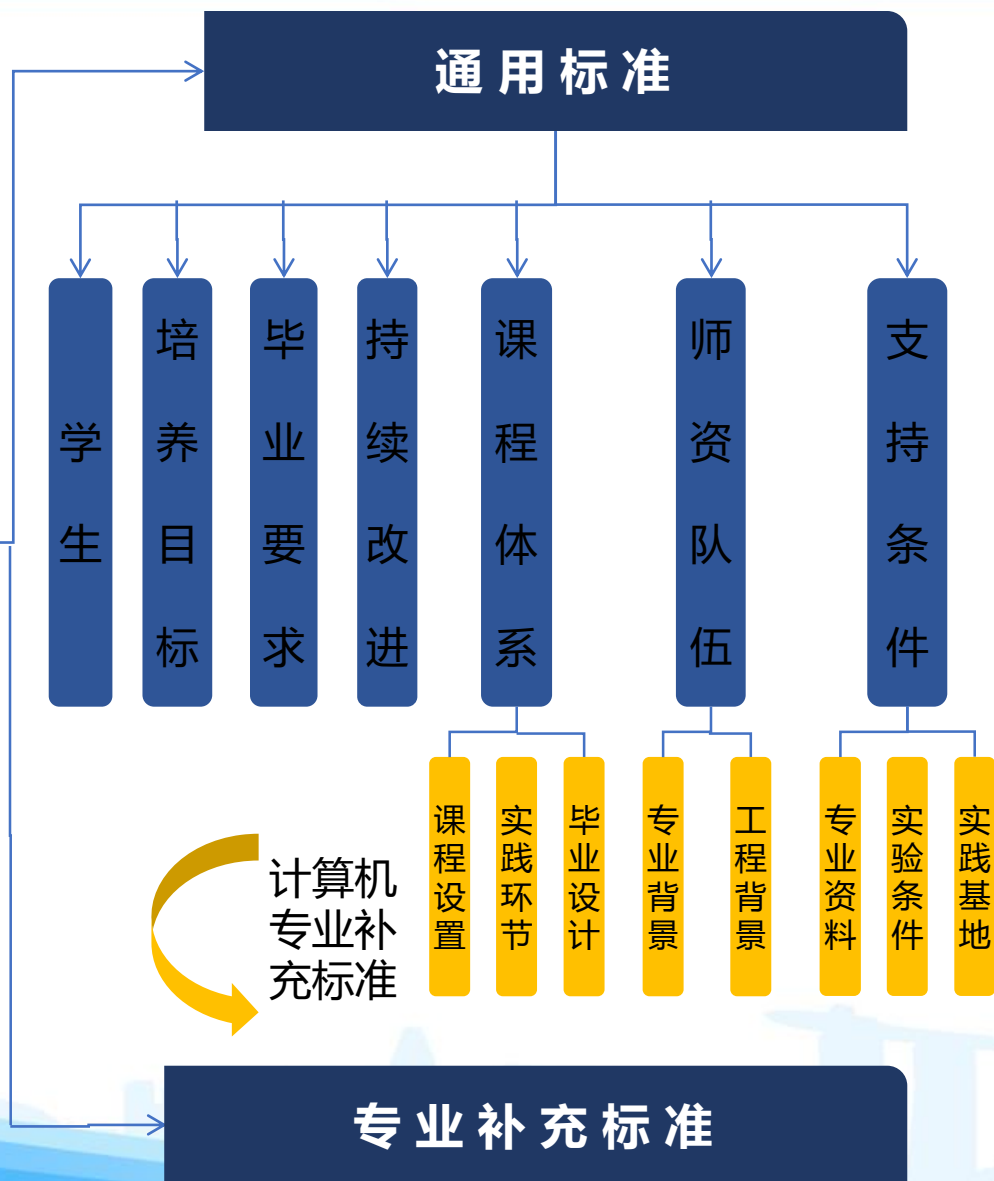 通用标准
学生
培养目标
毕业要求
持续改进
课程体系
师资队伍
支持条件
课程设置
实践环节
毕业设计
专业背景
工程背景
专业资料
实验条件
实践基地
计算机
专业补
充标准
专业补充标准